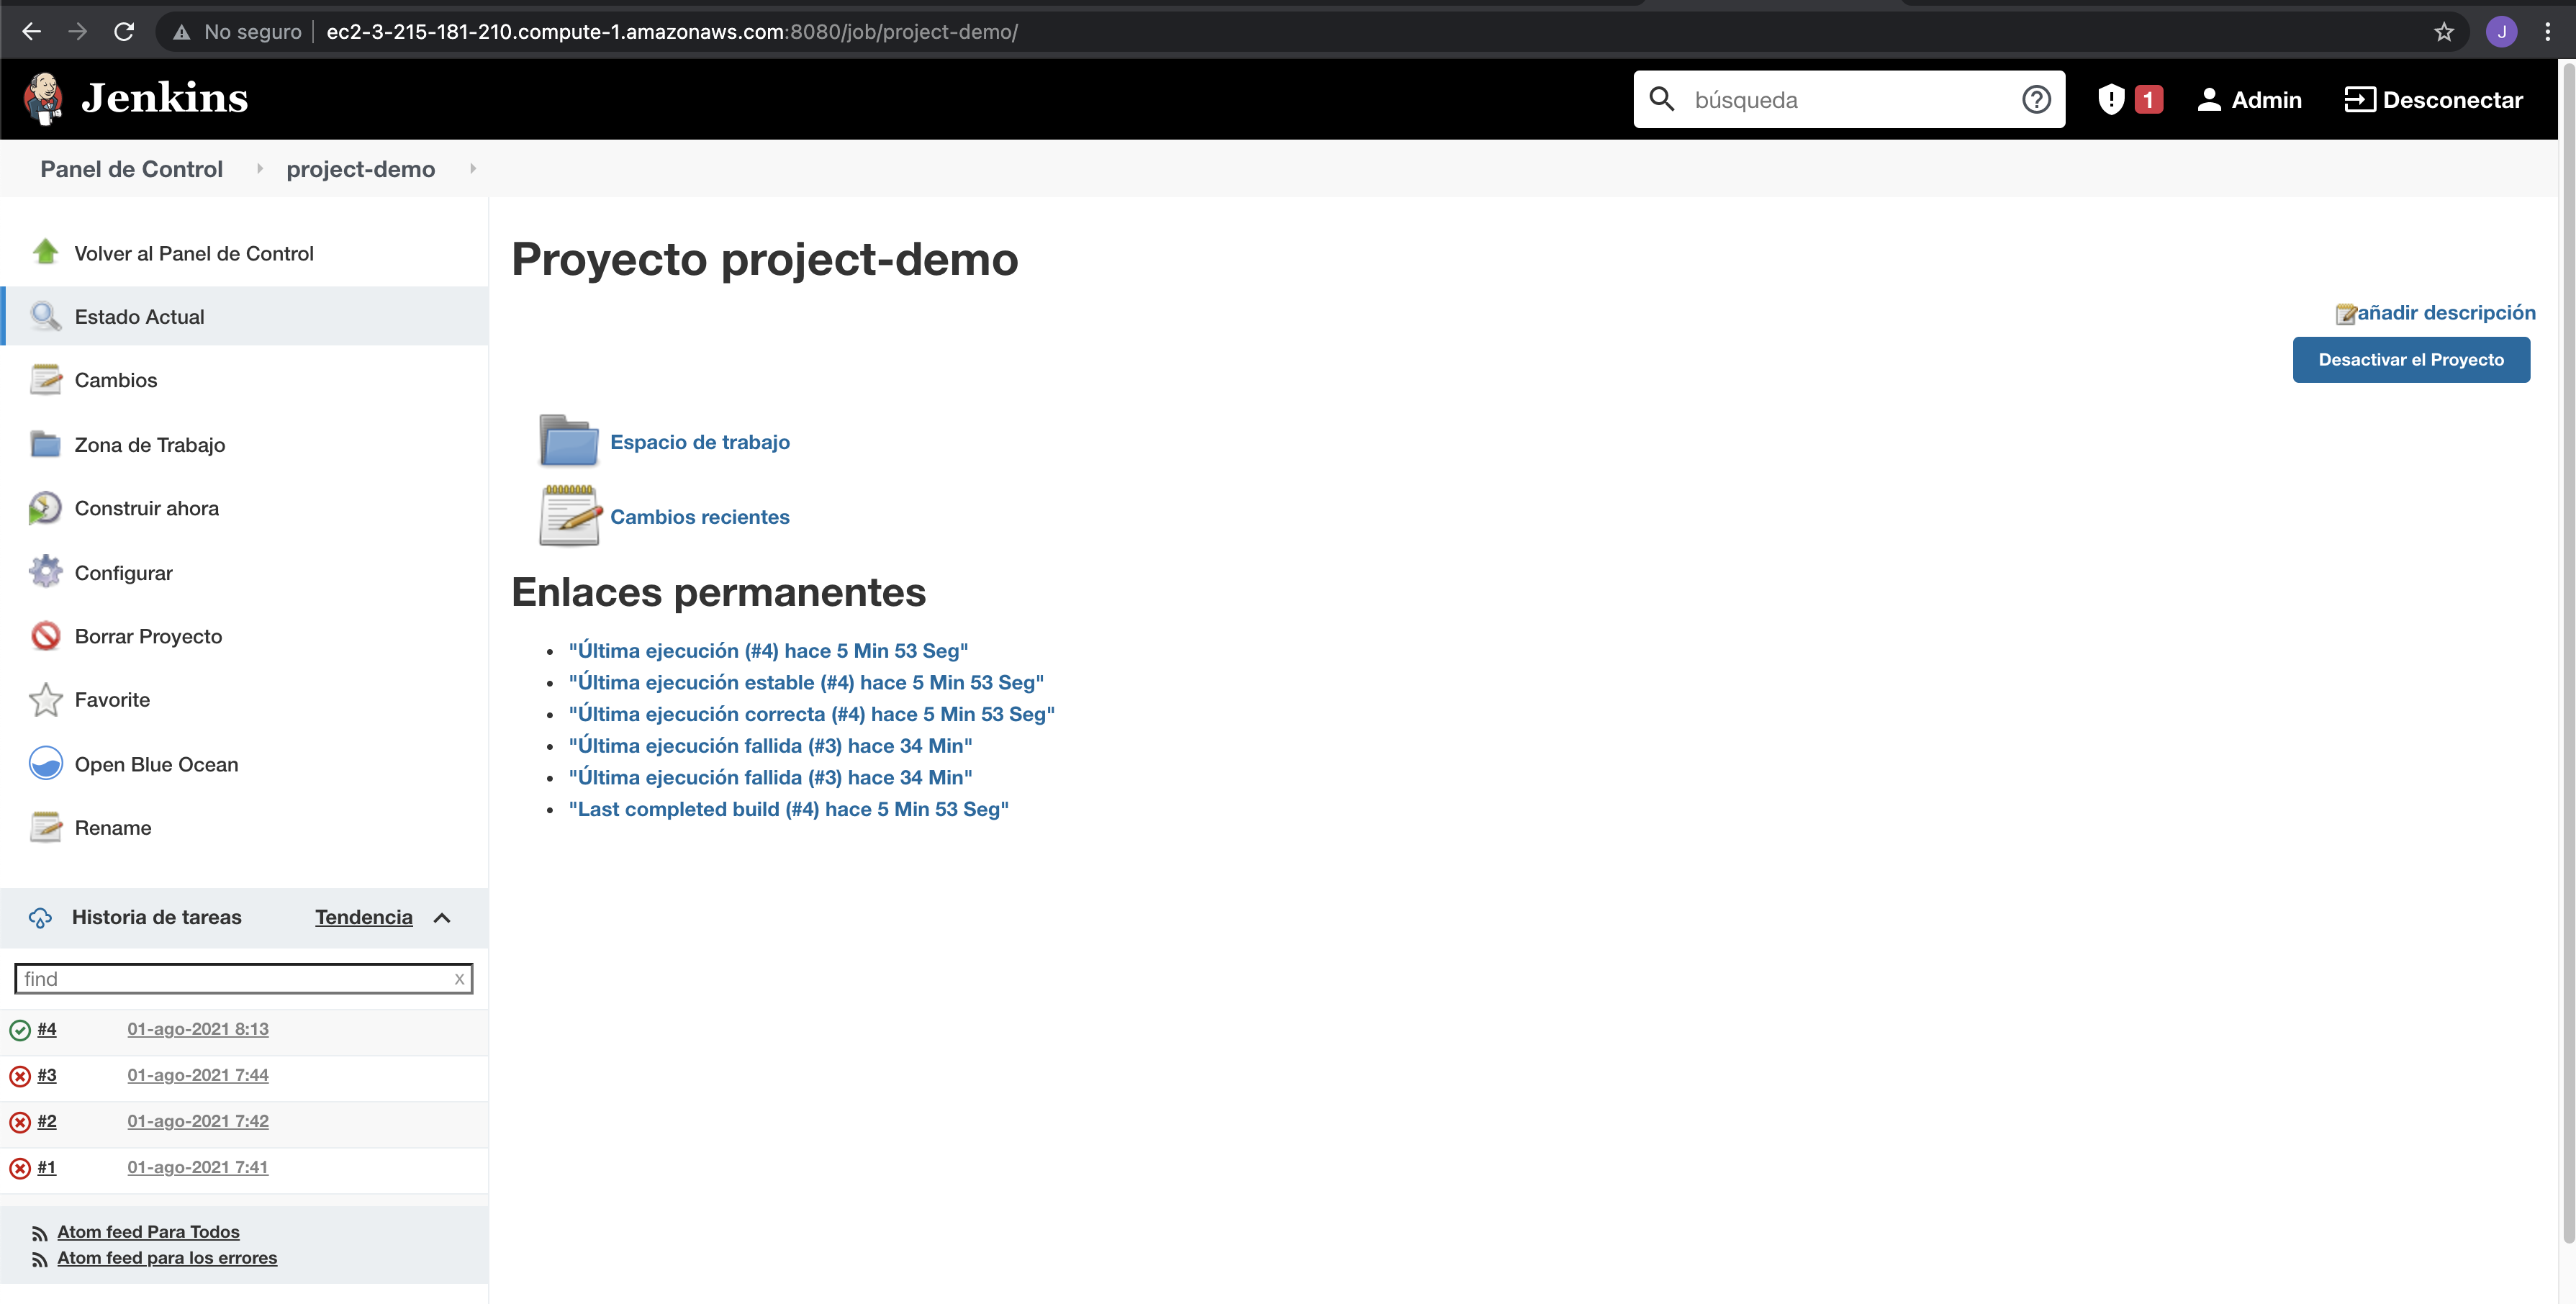 No seguro ec2-3-215-181-210.compute-1.amazonaws.com:8080/job/project-demo/ J
Jenkins búsqueda 1 Admin Desconectar
Panel de Control project-demo
Volver al Panel de Control
Estado Actual
Cambios
Zona de Trabajo
Construir ahora
Configurar
Borrar Proyecto
Favorite
Open Blue Ocean
Rename
Historia de tareas Tendencia
find x
#4 01-ago-2021 8:13
#3 01-ago-2021 7:44
#2 01-ago-2021 7:42
#1 01-ago-2021 7:41
Atom feed Para Todos
Atom feed para los errores
Proyecto project-demo
añadir descripción
Desactivar el Proyecto
Espacio de trabajo
Cambios recientes
Enlaces permanentes
"Última ejecución (#4) hace 5 Min 53 Seg"
"Última ejecución estable (#4) hace 5 Min 53 Seg"
"Última ejecución correcta (#4) hace 5 Min 53 Seg"
"Última ejecución fallida (#3) hace 34 Min"
"Última ejecución fallida (#3) hace 34 Min"
"Last completed build (#4) hace 5 Min 53 Seg"